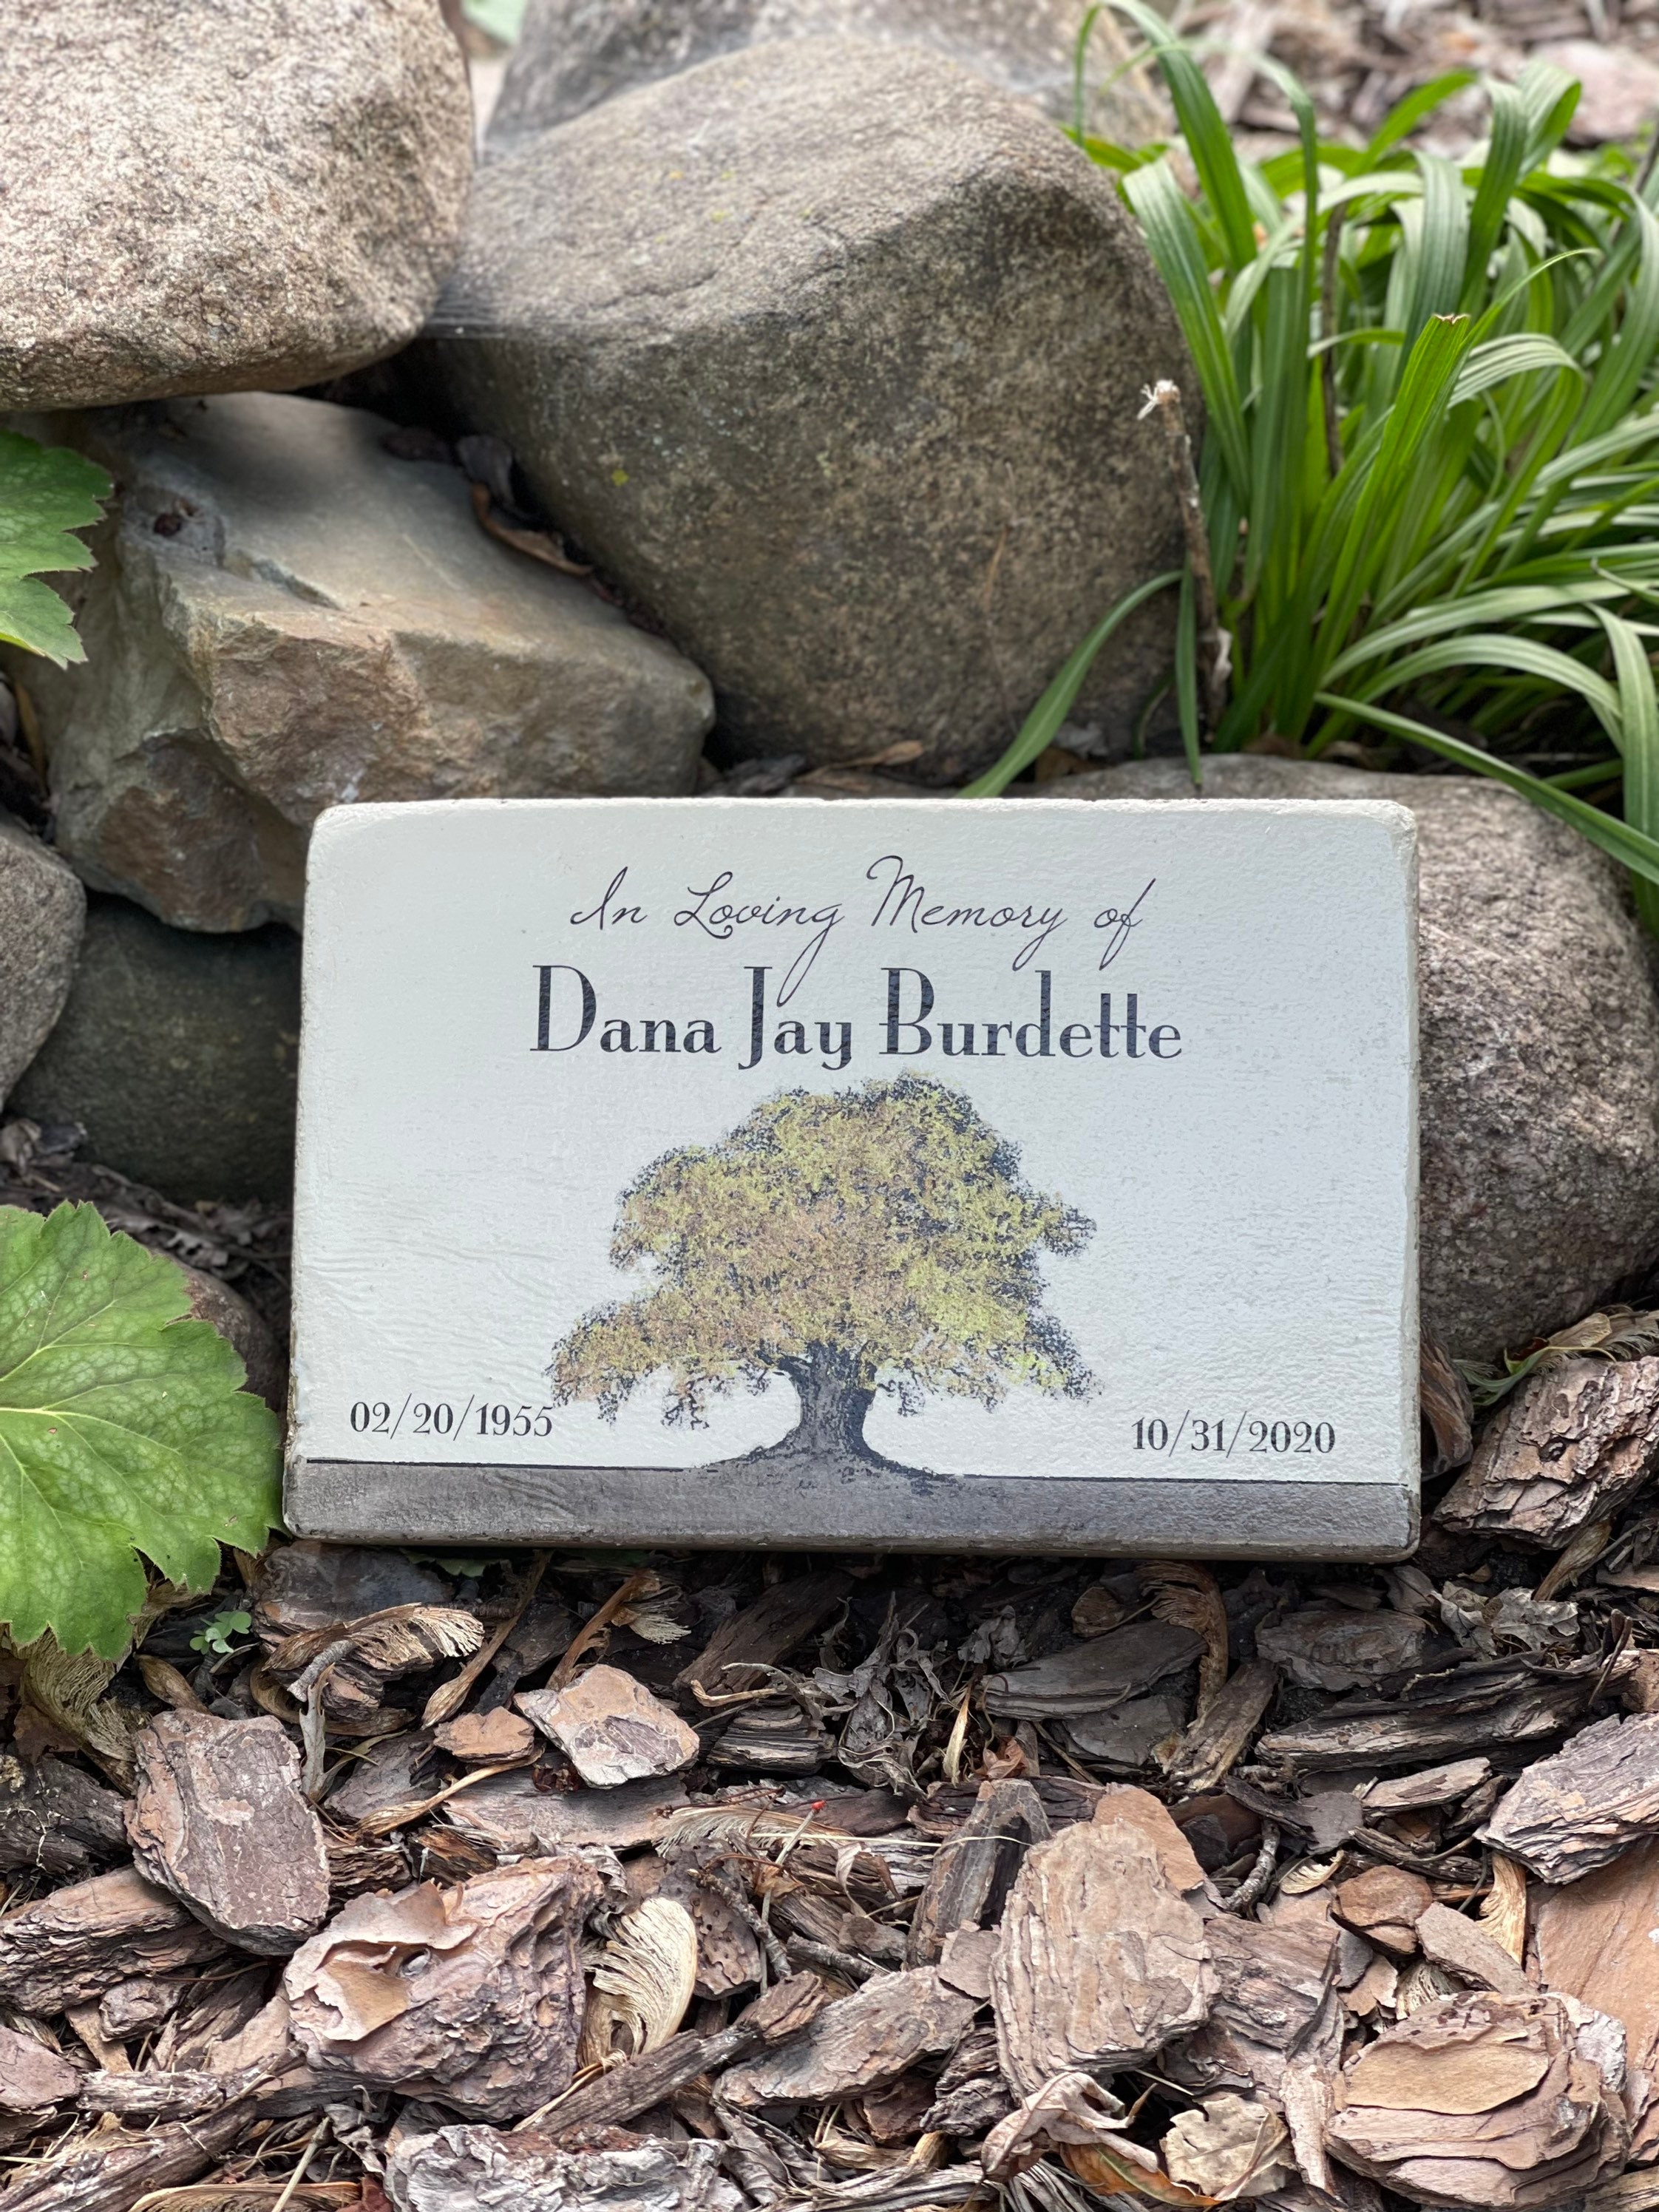 In Loving Memory of
Dana Jay Burdette
02/20/1955
10/31/2020